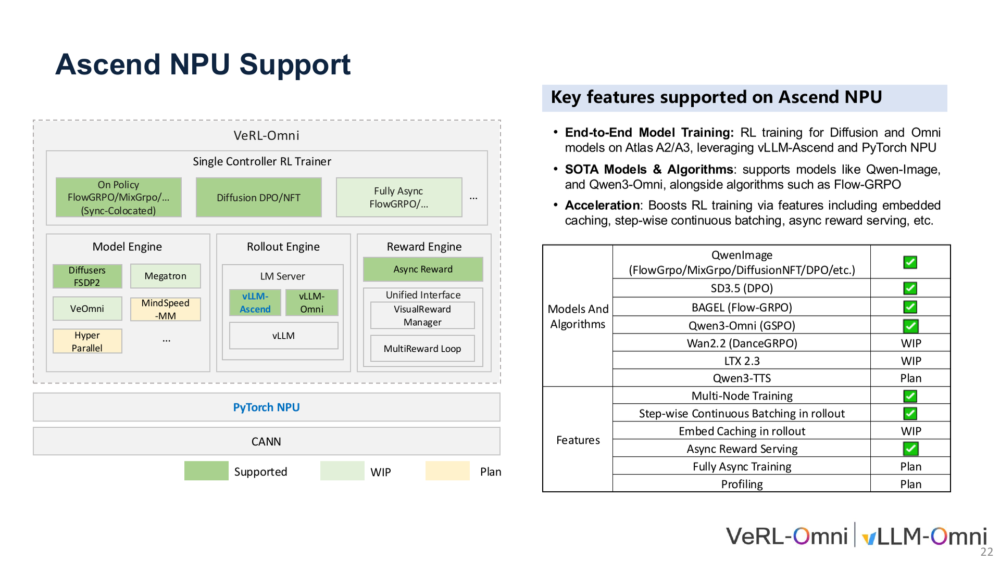 Ascend NPU Support
VeRL-Omni
Single Controller RL Trainer
On Policy
FlowGRPO/MixGrpo/...
(Sync-Colocated)
Diffusion DPO/NFT
Fully Async
FlowGRPO/...
...
Model Engine
Diffusers
FSDP2
Megatron
VeOmni
MindSpeed
-MM
Hyper
Parallel
...
Rollout Engine
LM Server
vLLM-
Ascend
vLLM-
Omni
vLLM
Reward Engine
Async Reward
Unified Interface
VisualReward
Manager
MultiReward Loop
PyTorch NPU
CANN
Supported
WIP
Plan
Key features supported on Ascend NPU
• End-to-End Model Training: RL training for Diffusion and Omni
models on Atlas A2/A3, leveraging vLLM-Ascend and PyTorch NPU
• SOTA Models & Algorithms: supports models like Qwen-Image,
and Qwen3-Omni, alongside algorithms such as Flow-GRPO
• Acceleration: Boosts RL training via features including embedded
caching, step-wise continuous batching, async reward serving, etc.
Models And
Algorithms
QwenImage
(FlowGrpo/MixGrpo/DiffusionNFT/DPO/etc.) ✅
SD3.5 (DPO) ✅
BAGEL (Flow-GRPO) ✅
Qwen3-Omni (GSPO) ✅
Wan2.2 (DanceGRPO) WIP
LTX 2.3 WIP
Qwen3-TTS Plan
Features
Multi-Node Training ✅
Step-wise Continuous Batching in rollout ✅
Embed Caching in rollout WIP
Async Reward Serving ✅
Fully Async Training Plan
Profiling Plan
VeRL-Omni | vLLM-Omni
22